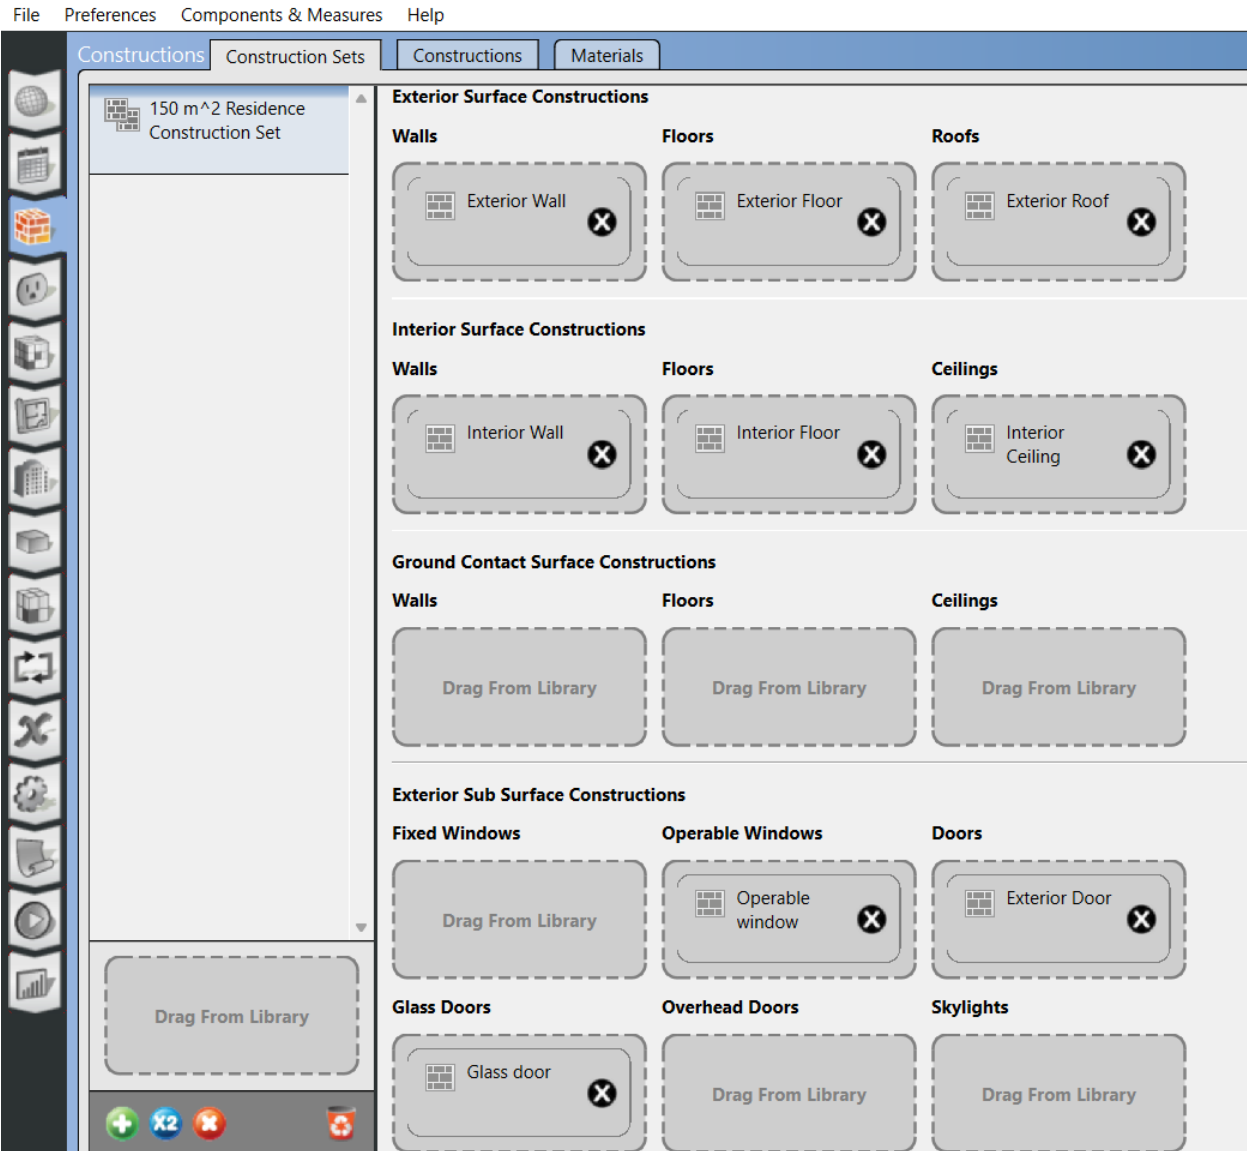 File Preferences Components & Measures Help
Constructions Construction Sets Constructions Materials
150 m^2 Residence
Construction Set
Exterior Surface Constructions
Walls Floors Roofs
Exterior Wall Exterior Floor Exterior Roof
Interior Surface Constructions
Walls Floors Ceilings
Interior Wall Interior Floor Interior
Ceiling
Ground Contact Surface Constructions
Walls Floors Ceilings
Drag From Library Drag From Library Drag From Library
Exterior Sub Surface Constructions
Fixed Windows Operable Windows Doors
Drag From Library Operable
window Exterior Door
Glass Doors Overhead Doors Skylights
Glass door Drag From Library Drag From Library
Drag From Library
X2